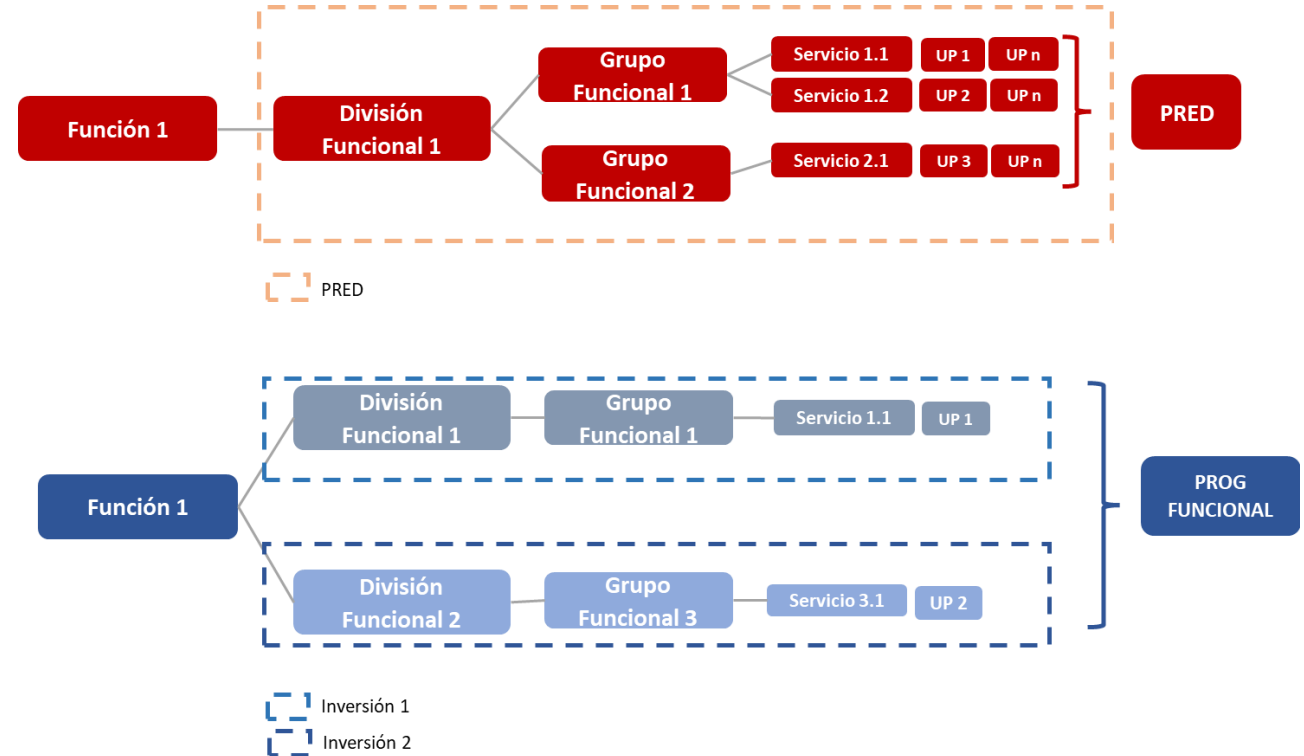 Función 1
División
Funcional 1
Grupo
Funcional 1
Servicio 1.1 UP 1 UP n
Servicio 1.2 UP 2 UP n
Grupo
Funcional 2
Servicio 2.1 UP 3 UP n
PRED
PRED
Función 1
División
Funcional 1
Grupo
Funcional 1
Servicio 1.1 UP 1
División
Funcional 2
Grupo
Funcional 3
Servicio 3.1 UP 2
PROG
FUNCIONAL
Inversión 1
Inversión 2